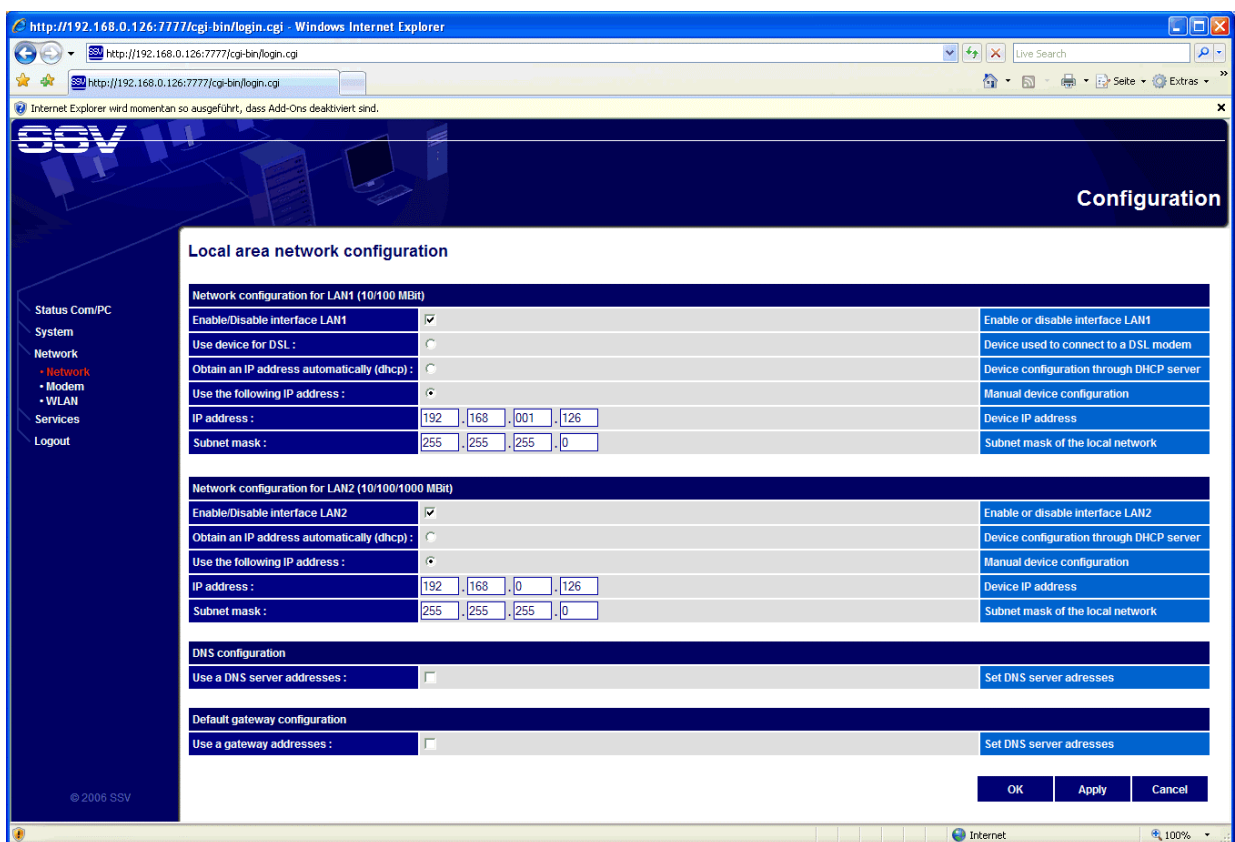 http://192.168.0.126:7777/cgi-bin/login.cgi - Windows Internet Explorer
http://192.168.0.126:7777/cgi-bin/login.cgi
Live Search
http://192.168.0.126:7777/cgi-bin/login.cgi
Seite
Extras
Internet Explorer wird momentan so ausgeführt, dass Add-Ons deaktiviert sind.
SSV
Configuration
Status Com/PC
System
Network
• Network
• Modem
• WLAN
Services
Logout
© 2006 SSV
Local area network configuration
Network configuration for LAN1 (10/100 MBit)
Enable/Disable interface LAN1 Enable or disable interface LAN1
Use device for DSL : Device used to connect to a DSL modem
Obtain an IP address automatically (dhcp) : Device configuration through DHCP server
Use the following IP address : Manual device configuration
IP address : 192 . 168 . 001 . 126 Device IP address
Subnet mask : 255 . 255 . 255 . 0 Subnet mask of the local network
Network configuration for LAN2 (10/100/1000 MBit)
Enable/Disable interface LAN2 Enable or disable interface LAN2
Obtain an IP address automatically (dhcp) : Device configuration through DHCP server
Use the following IP address : Manual device configuration
IP address : 192 . 168 . 0 . 126 Device IP address
Subnet mask : 255 . 255 . 255 . 0 Subnet mask of the local network
DNS configuration
Use a DNS server addresses : Set DNS server adresses
Default gateway configuration
Use a gateway addresses : Set DNS server adresses
OK Apply Cancel
Internet 100%